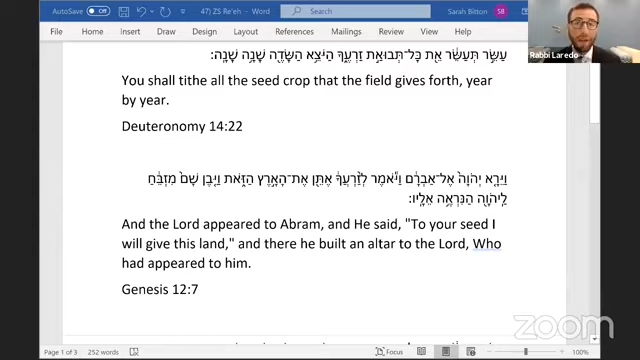 AutoSave Off 47) ZS Re'eh - Word Search Sarah Bitton SB
File Home Insert Draw Design Layout References Mailings Review View Help
עַשֵּׂ֣ר תְּעַשֵּׂ֔ר אֵ֖ת כָּל־תְּבוּאַ֣ת זַרְעֶ֑ךָ הַיֹּצֵ֥א הַשָּׂדֶ֖ה שָׁנָ֥ה שָׁנָֽה:
You shall tithe all the seed crop that the field gives forth, year
by year.
Deuteronomy 14:22
וַיֵּרָ֤א יְהֹוָה֙ אֶל־אַבְרָ֔ם וַיֹּ֕אמֶר לְזַ֨רְעֲךָ֔ אֶתֵּ֖ן אֶת־הָאָ֣רֶץ הַזֹּ֑את וַיִּ֤בֶן שָׁם֙ מִזְבֵּ֔חַ
לַֽיהֹוָ֖ה הַנִּרְאֶ֥ה אֵלָֽיו:
And the Lord appeared to Abram, and He said, "To your seed I
will give this land," and there he built an altar to the Lord, Who
had appeared to him.
Genesis 12:7
Page 1 of 3 252 words Focus 100%
Rabbi Laredo
zoom